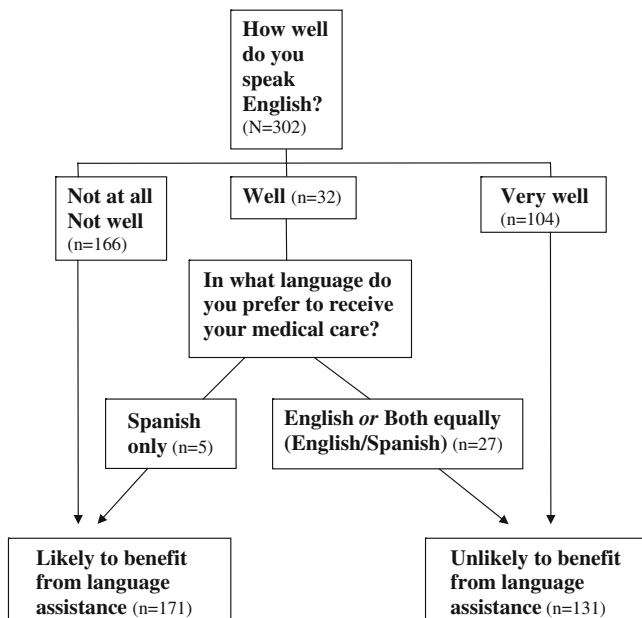 How well
do you
speak
English?
(N=302)
Not at all
Not well
(n=166)
Well (n=32)
Very well
(n=104)
In what language do
you prefer to receive
your medical care?
Spanish
only (n=5)
English or Both equally
(English/Spanish) (n=27)
Likely to benefit
from language
assistance (n=171)
Unlikely to benefit
from language
assistance (n=131)